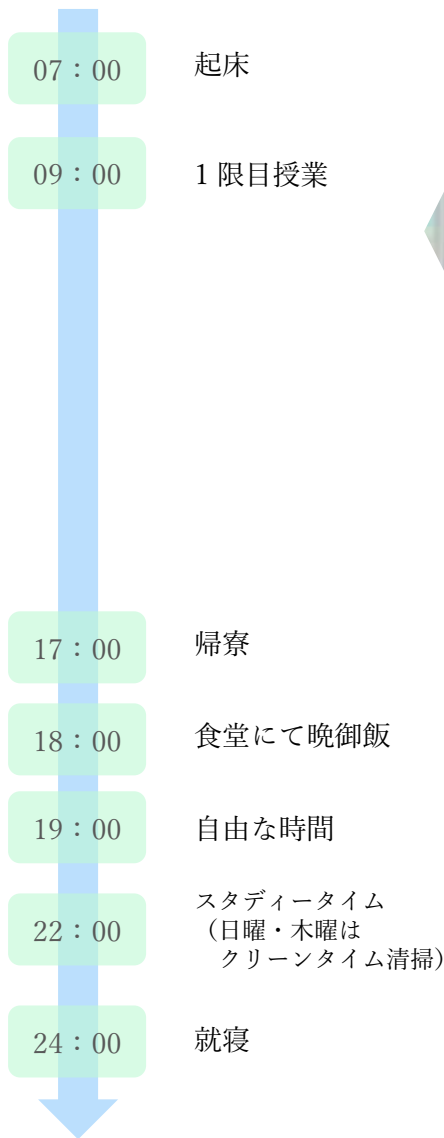 07：00 起床
09：00 1 限目授業
17：00 帰寮
18：00 食堂にて晩御飯
19：00 自由な時間
22：00 スタディータイム
（日曜・木曜は
クリーンタイム清掃）
24：00 就寝